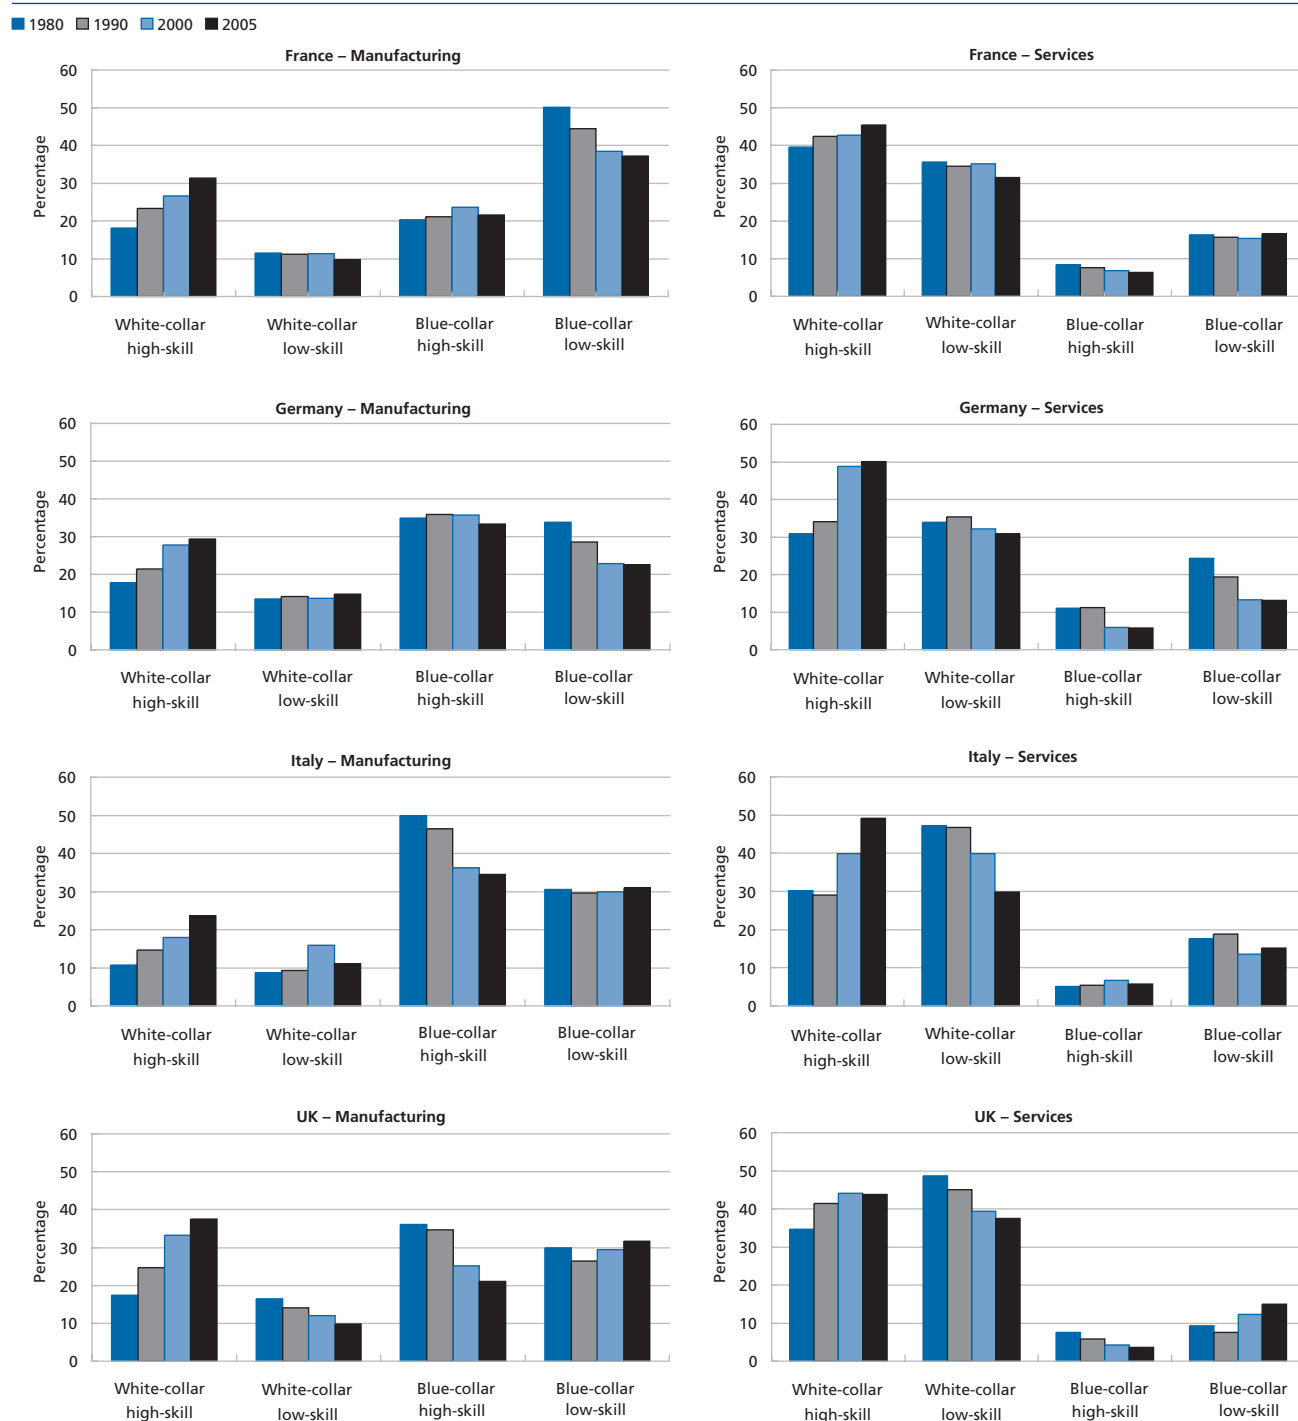 1980 1990 2000 2005
France – Manufacturing
Percentage
60
50
40
30
20
10
0
White-collar high-skill
White-collar low-skill
Blue-collar high-skill
Blue-collar low-skill
France – Services
Percentage
60
50
40
30
20
10
0
White-collar high-skill
White-collar low-skill
Blue-collar high-skill
Blue-collar low-skill
Germany – Manufacturing
Percentage
60
50
40
30
20
10
0
White-collar high-skill
White-collar low-skill
Blue-collar high-skill
Blue-collar low-skill
Germany – Services
Percentage
60
50
40
30
20
10
0
White-collar high-skill
White-collar low-skill
Blue-collar high-skill
Blue-collar low-skill
Italy – Manufacturing
Percentage
60
50
40
30
20
10
0
White-collar high-skill
White-collar low-skill
Blue-collar high-skill
Blue-collar low-skill
Italy – Services
Percentage
60
50
40
30
20
10
0
White-collar high-skill
White-collar low-skill
Blue-collar high-skill
Blue-collar low-skill
UK – Manufacturing
Percentage
60
50
40
30
20
10
0
White-collar high-skill
White-collar low-skill
Blue-collar high-skill
Blue-collar low-skill
UK – Services
Percentage
60
50
40
30
20
10
0
White-collar high-skill
White-collar low-skill
Blue-collar high-skill
Blue-collar low-skill